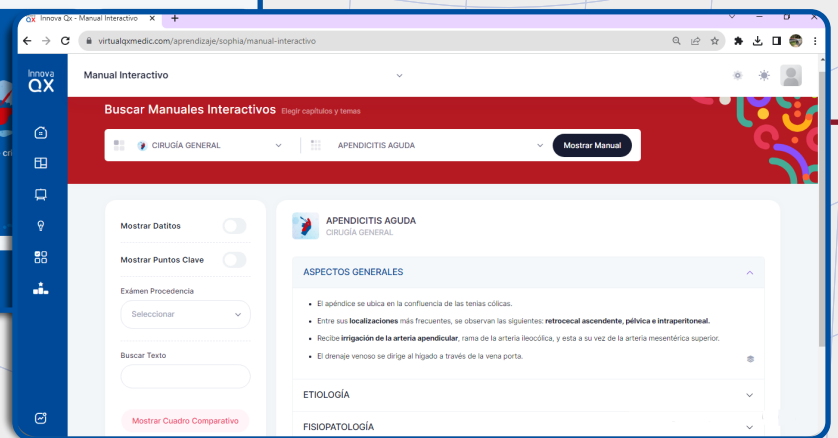 Innova Qx - Manual Interactivo
virtualqxmedic.com/aprendizaje/sophia/manual-interactivo
Innova
QX
Manual Interactivo
Buscar Manuales Interactivos Elegir capítulos y temas
CIRUGÍA GENERAL
APENDICITIS AGUDA
Mostrar Manual
cri
Mostrar Datitos
Mostrar Puntos Clave
Exámen Procedencia
Seleccionar
Buscar Texto
Mostrar Cuadro Comparativo
APENDICITIS AGUDA
CIRUGÍA GENERAL
ASPECTOS GENERALES
• El apéndice se ubica en la confluencia de las tenias cólicas.
• Entre sus localizaciones más frecuentes, se observan las siguientes: retrocecal ascendente, pélvica e intraperitoneal.
• Recibe irrigación de la arteria apendicular, rama de la arteria ileocólica, y esta a su vez de la arteria mesentérica superior.
• El drenaje venoso se dirige al hígado a través de la vena porta.
ETIOLOGÍA
FISIOPATOLOGÍA